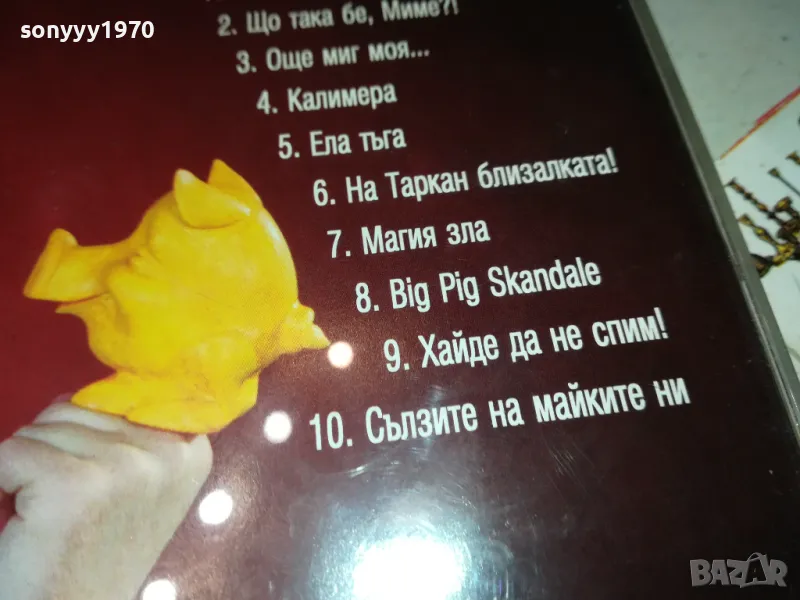 sonyyy1970
2. Що така бе, Миме?!
3. Още миг моя...
4. Калимера
5. Ела тъга
6. На Таркан близалката!
7. Магия зла
8. Big Pig Skandale
9. Хайде да не спим!
10. Сълзите на майките ни
BAZAR